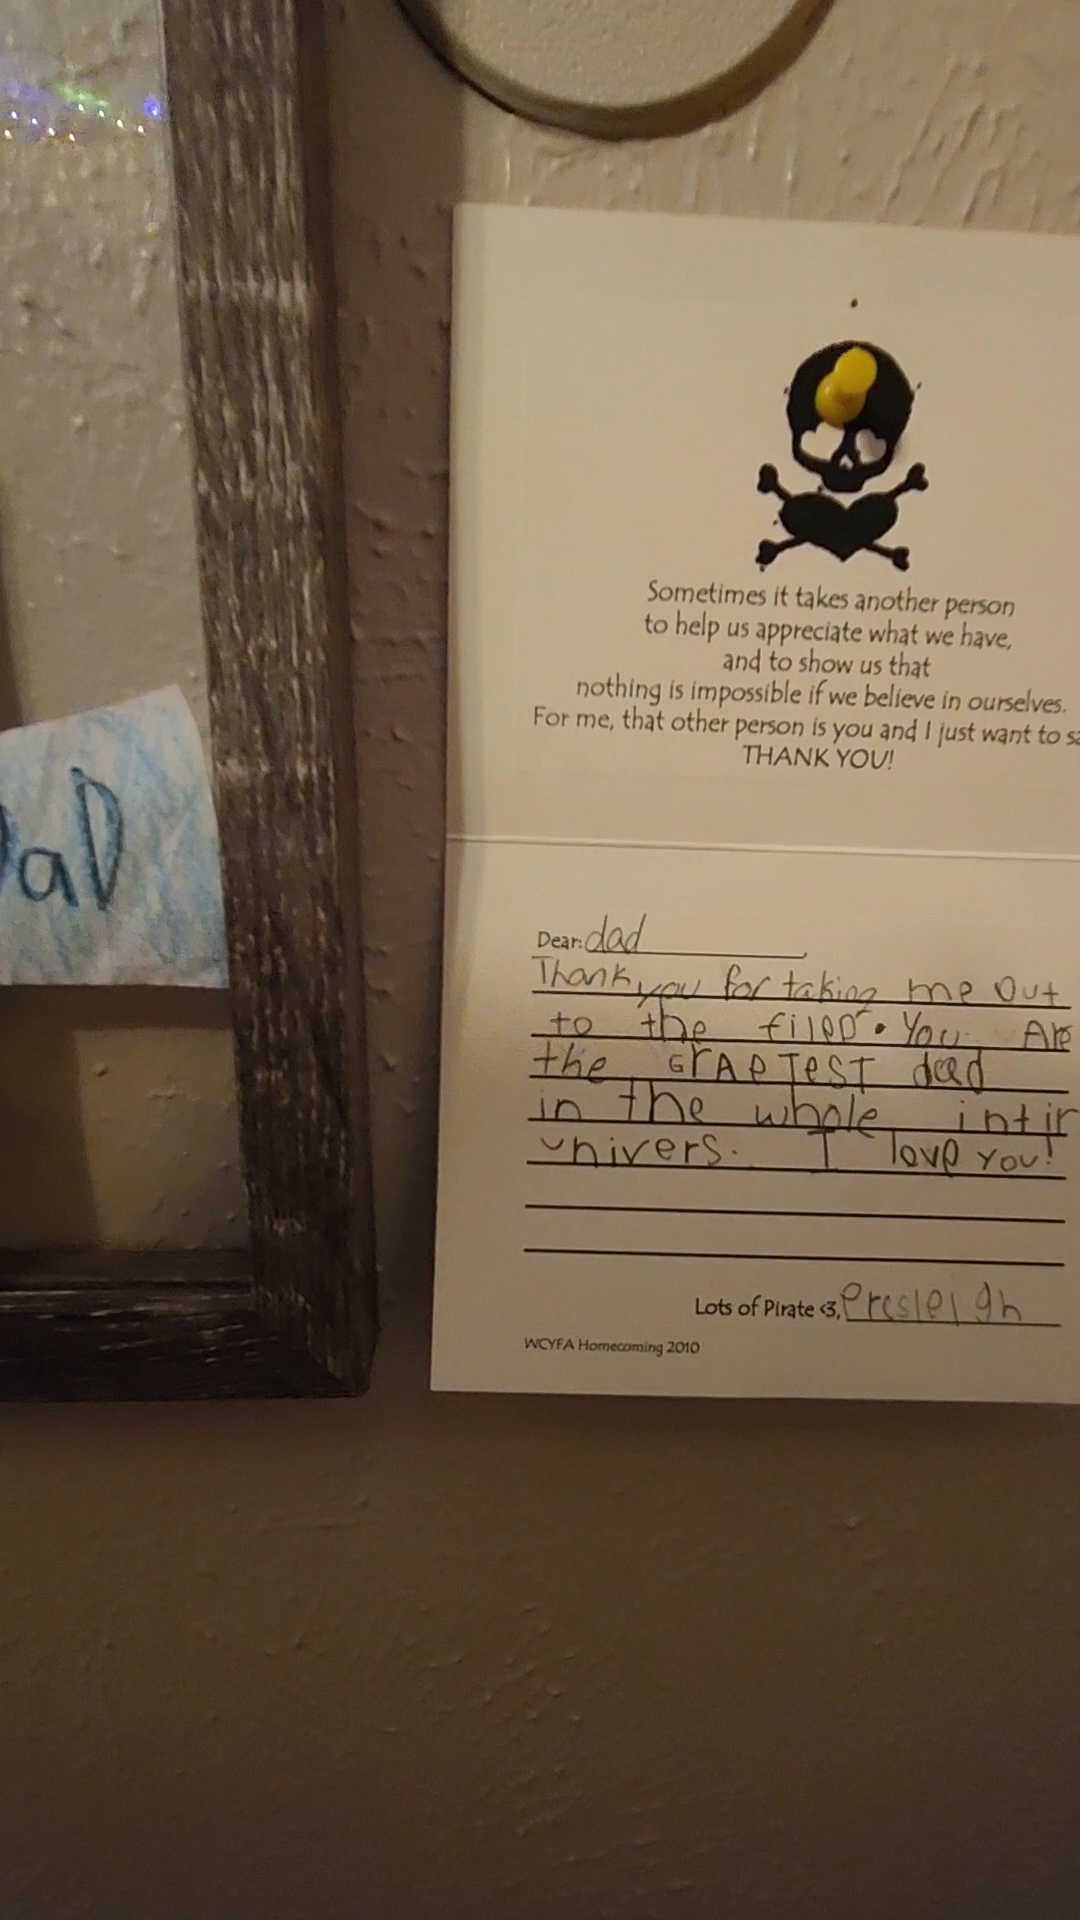 DaD
Sometimes it takes another person
to help us appreciate what we have,
and to show us that
nothing is impossible if we believe in ourselves.
For me, that other person is you and I just want to sa
THANK YOU!
Dear: dad
Thank you for taking me out
to the filed. You Are
the GrAeTesT dad
in the whole intir
univers. I love you!
Lots of Pirate <3, Presleigh
WCYFA Homecoming 2010